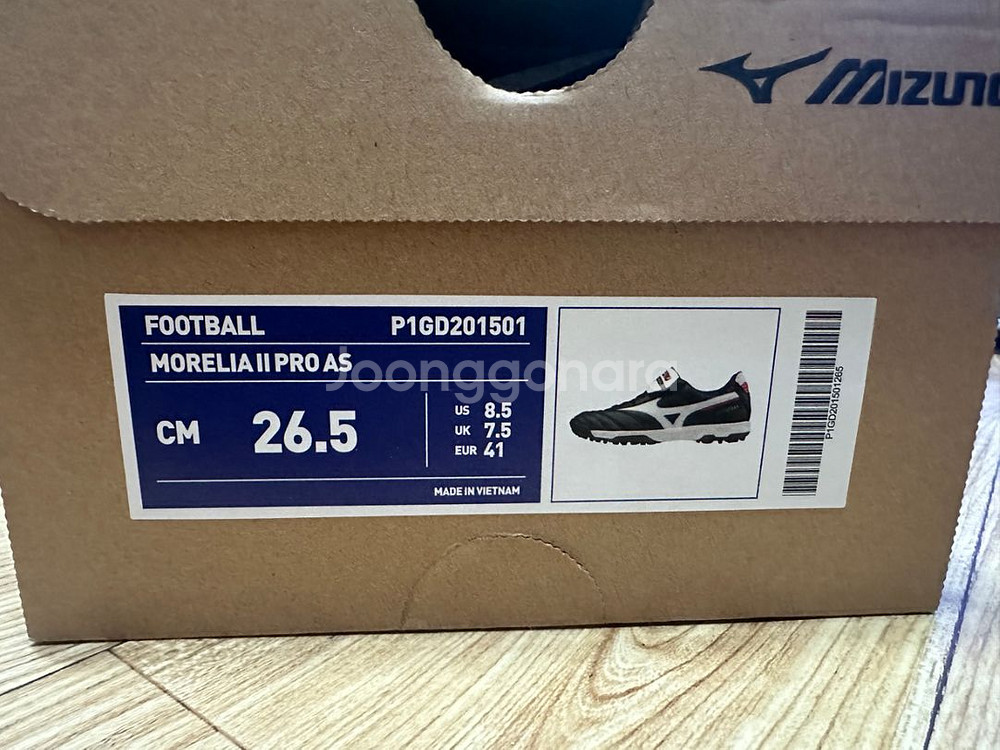 MIZUNO
FOOTBALL P1GD201501
MORELIA II PRO AS
Joonggonara
CM 26.5
US 8.5
UK 7.5
EUR 41
MADE IN VIETNAM
P1GD201501265